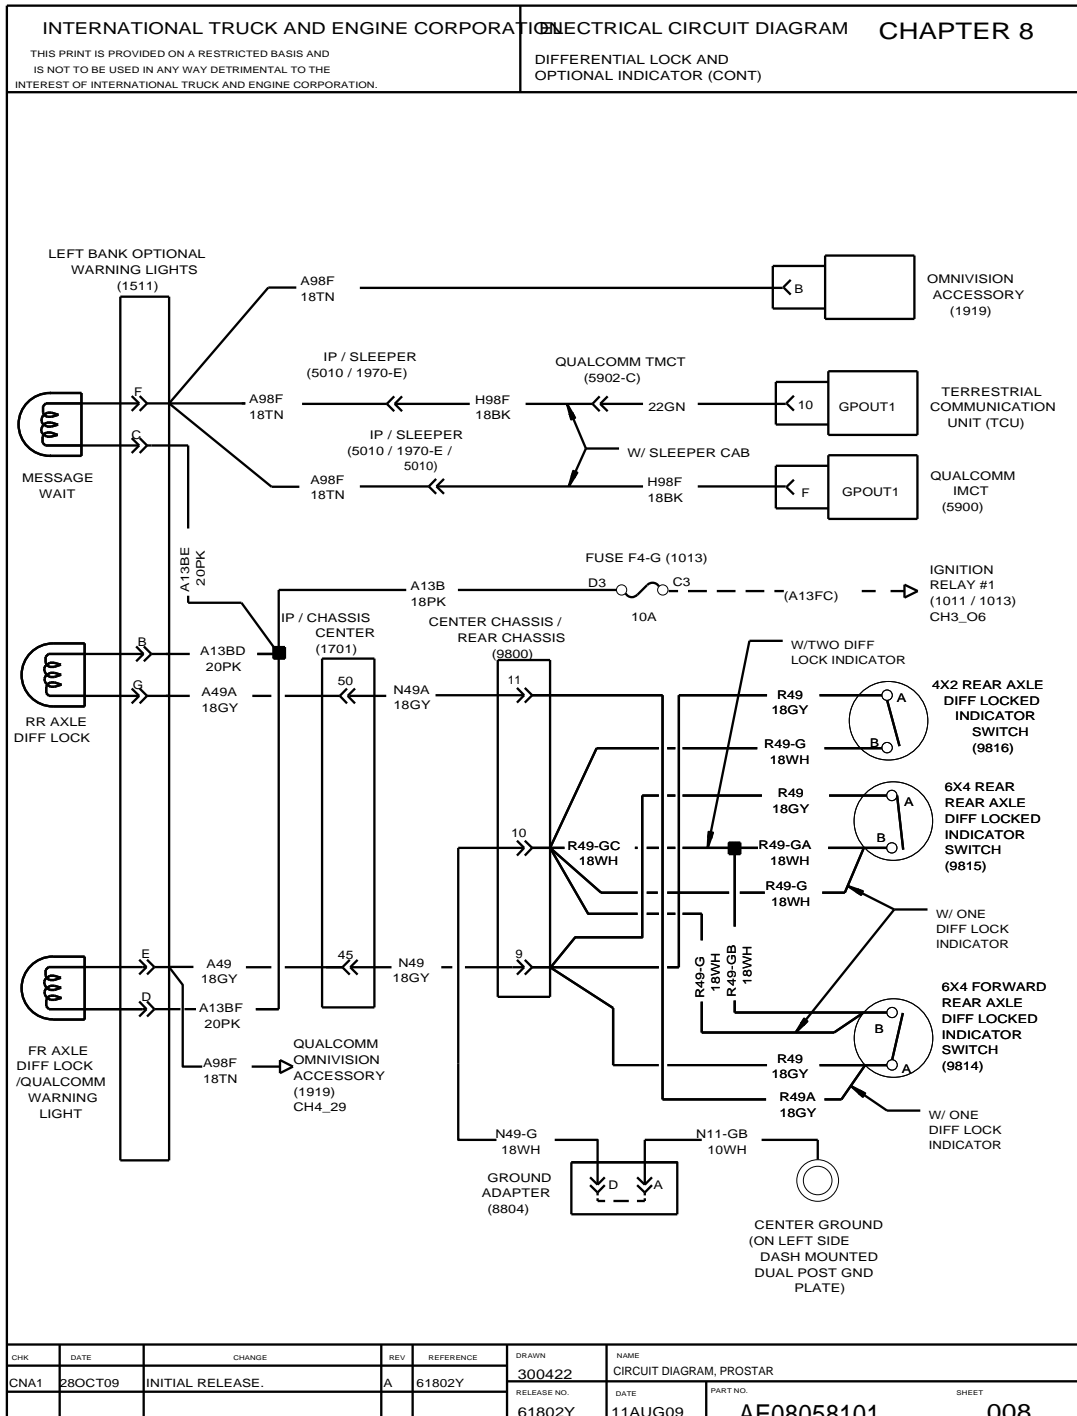 INTERNATIONAL TRUCK AND ENGINE CORPORATION
THIS PRINT IS PROVIDED ON A RESTRICTED BASIS AND
IS NOT TO BE USED IN ANY WAY DETRIMENTAL TO THE
INTEREST OF INTERNATIONAL TRUCK AND ENGINE CORPORATION.
ELECTRICAL CIRCUIT DIAGRAM
CHAPTER 8
DIFFERENTIAL LOCK AND
OPTIONAL INDICATOR (CONT)
LEFT BANK OPTIONAL
WARNING LIGHTS
(1511)
A98F
18TN
B
OMNIVISION
ACCESSORY
(1919)
IP / SLEEPER
(5010 / 1970-E)
QUALCOMM TMCT
(5902-C)
F
A98F
18TN
H98F
18BK
22GN
10
GPOUT1
TERRESTRIAL
COMMUNICATION
UNIT (TCU)
C
IP / SLEEPER
(5010 / 1970-E /
5010)
W/ SLEEPER CAB
MESSAGE
WAIT
A98F
18TN
H98F
18BK
F
GPOUT1
QUALCOMM
IMCT
(5900)
A13BE
20PK
FUSE F4-G (1013)
A13B
18PK
D3
C3
10A
(A13FC)
IGNITION
RELAY #1
(1011 / 1013)
CH3_O6
IP / CHASSIS
CENTER
(1701)
CENTER CHASSIS /
REAR CHASSIS
(9800)
W/TWO DIFF
LOCK INDICATOR
B
A13BD
20PK
G
A49A
18GY
50
N49A
18GY
11
RR AXLE
DIFF LOCK
R49
18GY
A
R49-G
18WH
B
4X2 REAR AXLE
DIFF LOCKED
INDICATOR
SWITCH
(9816)
R49
18GY
A
10
R49-GC
18WH
R49-GA
18WH
B
R49-G
18WH
6X4 REAR
REAR AXLE
DIFF LOCKED
INDICATOR
SWITCH
(9815)
W/ ONE
DIFF LOCK
INDICATOR
E
A49
18GY
45
N49
18GY
9
R49-G
18WH
R49-GB
18WH
D
A13BF
20PK
FR AXLE
DIFF LOCK
/QUALCOMM
WARNING
LIGHT
A98F
18TN
QUALCOMM
OMNIVISION
ACCESSORY
(1919)
CH4_29
B
R49
18GY
A
R49A
18GY
6X4 FORWARD
REAR AXLE
DIFF LOCKED
INDICATOR
SWITCH
(9814)
W/ ONE
DIFF LOCK
INDICATOR
N49-G
18WH
N11-GB
10WH
GROUND
ADAPTER
(8804)
D
A
CENTER GROUND
(ON LEFT SIDE
DASH MOUNTED
DUAL POST GND
PLATE)
CHK DATE CHANGE REV REFERENCE
CNA1 28OCT09 INITIAL RELEASE. A 61802Y
DRAWN
300422
NAME
CIRCUIT DIAGRAM, PROSTAR
RELEASE NO.
61802Y
DATE
11AUG09
PART NO.
AE08058101
SHEET
008